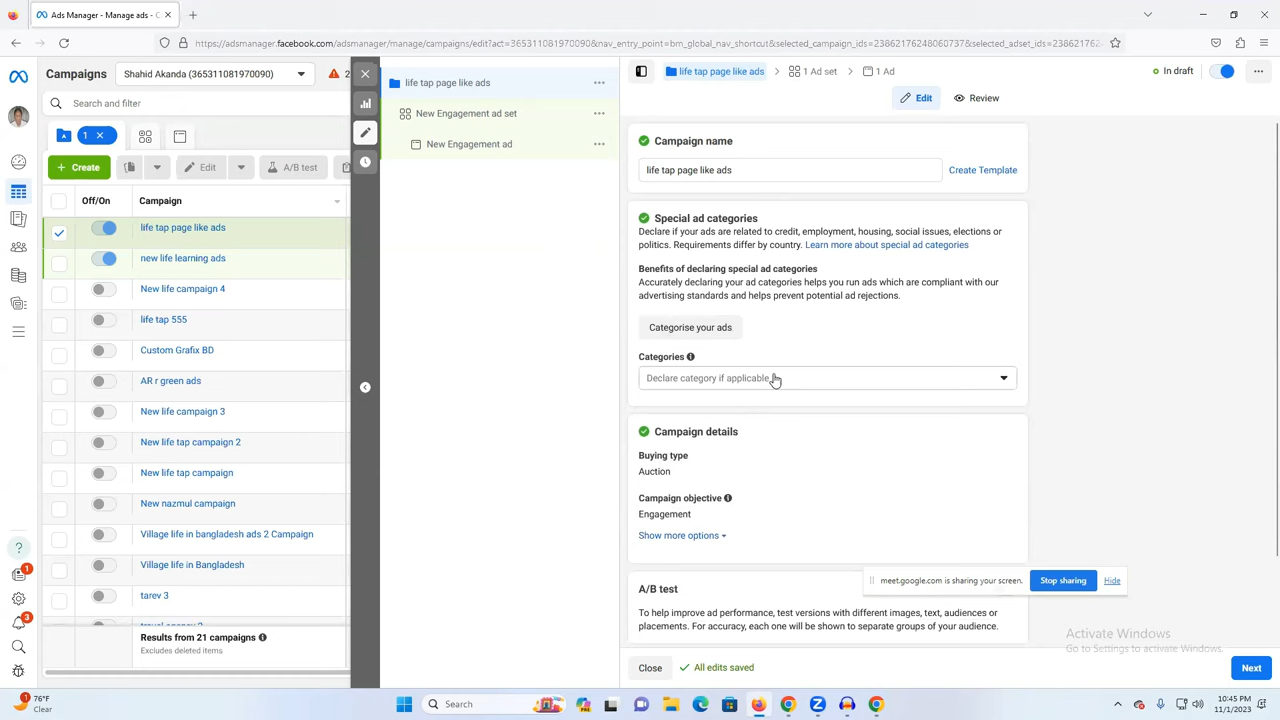 Ads Manager - Manage ads - C
https://adsmanager.facebook.com/adsmanager/manage/campaigns/edit?act=365311081970090&nav_entry_point=bm_global_nav_shortcut&selected_campaign_ids=23862176248060737&selected_adset_ids=238621762
Campaigns
Shahid Akanda (365311081970090)
2
Search and filter
1
Create
Edit
A/B test
Off/On
Campaign
life tap page like ads
new life learning ads
New life campaign 4
life tap 555
Custom Grafix BD
AR r green ads
New life campaign 3
New life tap campaign 2
New life tap campaign
New nazmul campaign
Village life in bangladesh ads 2 Campaign
Village life in Bangladesh
tarev 3
travel agency 2
Results from 21 campaigns
Excludes deleted items
1
3
life tap page like ads
New Engagement ad set
New Engagement ad
life tap page like ads
1 Ad set
1 Ad
In draft
Edit
Review
Campaign name
life tap page like ads
Create Template
Special ad categories
Declare if your ads are related to credit, employment, housing, social issues, elections or
politics. Requirements differ by country. Learn more about special ad categories
Benefits of declaring special ad categories
Accurately declaring your ad categories helps you run ads which are compliant with our
advertising standards and helps prevent potential ad rejections.
Categorise your ads
Categories
Declare category if applicable
Campaign details
Buying type
Auction
Campaign objective
Engagement
Show more options
meet.google.com is sharing your screen.
Stop sharing
Hide
A/B test
To help improve ad performance, test versions with different images, text, audiences or
placements. For accuracy, each one will be shown to separate groups of your audience.
Activate Windows
Go to Settings to activate Windows.
Close
All edits saved
Next
1
76°F
Clear
Search
10:45 PM
11/1/2023